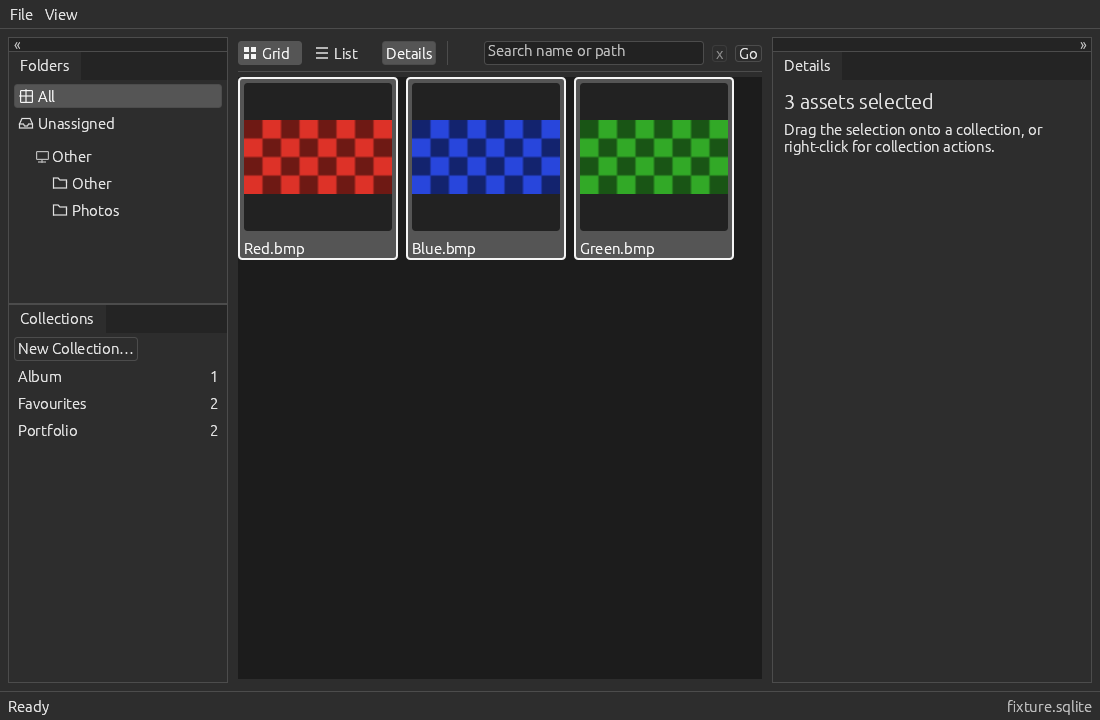 File View
«
Folders
All
Unassigned
Other
Other
Photos
Collections
New Collection...
Album 1
Favourites 2
Portfolio 2
Grid List Details Search name or path x Go
Red.bmp Blue.bmp Green.bmp
»
Details
3 assets selected
Drag the selection onto a collection, or
right-click for collection actions.
Ready fixture.sqlite